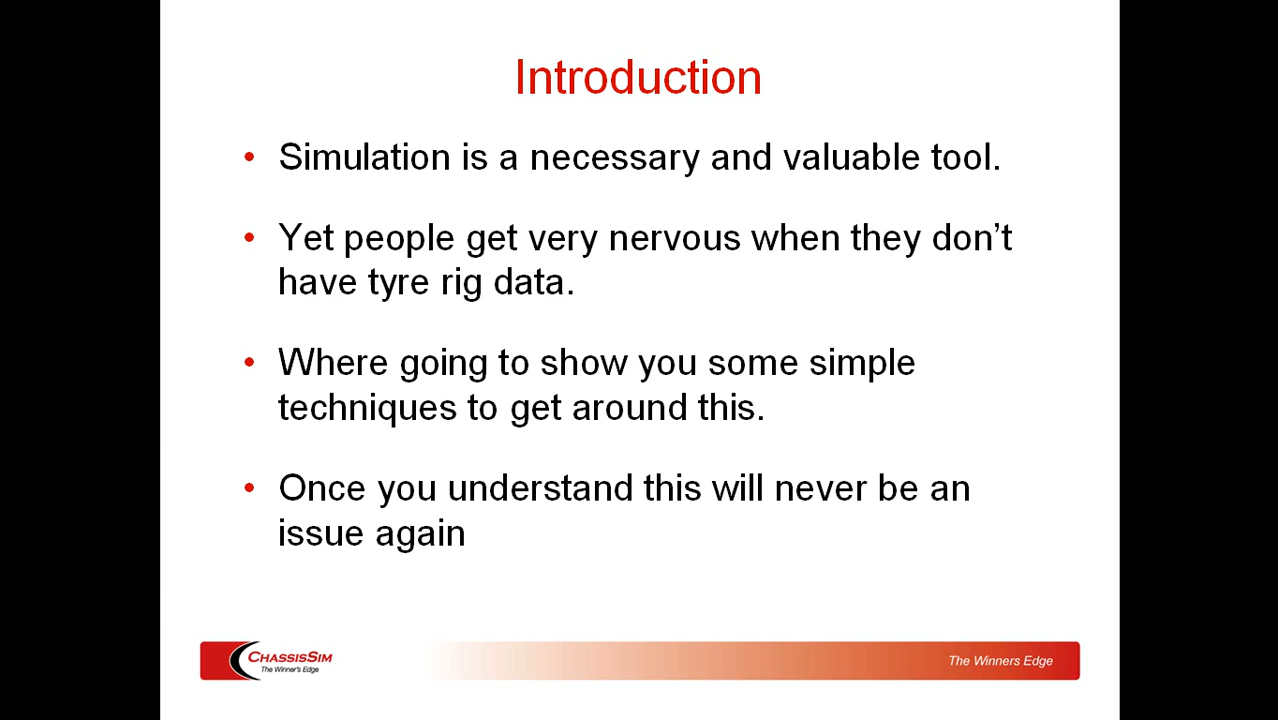 Introduction
• Simulation is a necessary and valuable tool.
• Yet people get very nervous when they don't
have tyre rig data.
• Where going to show you some simple
techniques to get around this.
• Once you understand this will never be an
issue again
CHASSISSIM
The Winner's Edge
The Winners Edge